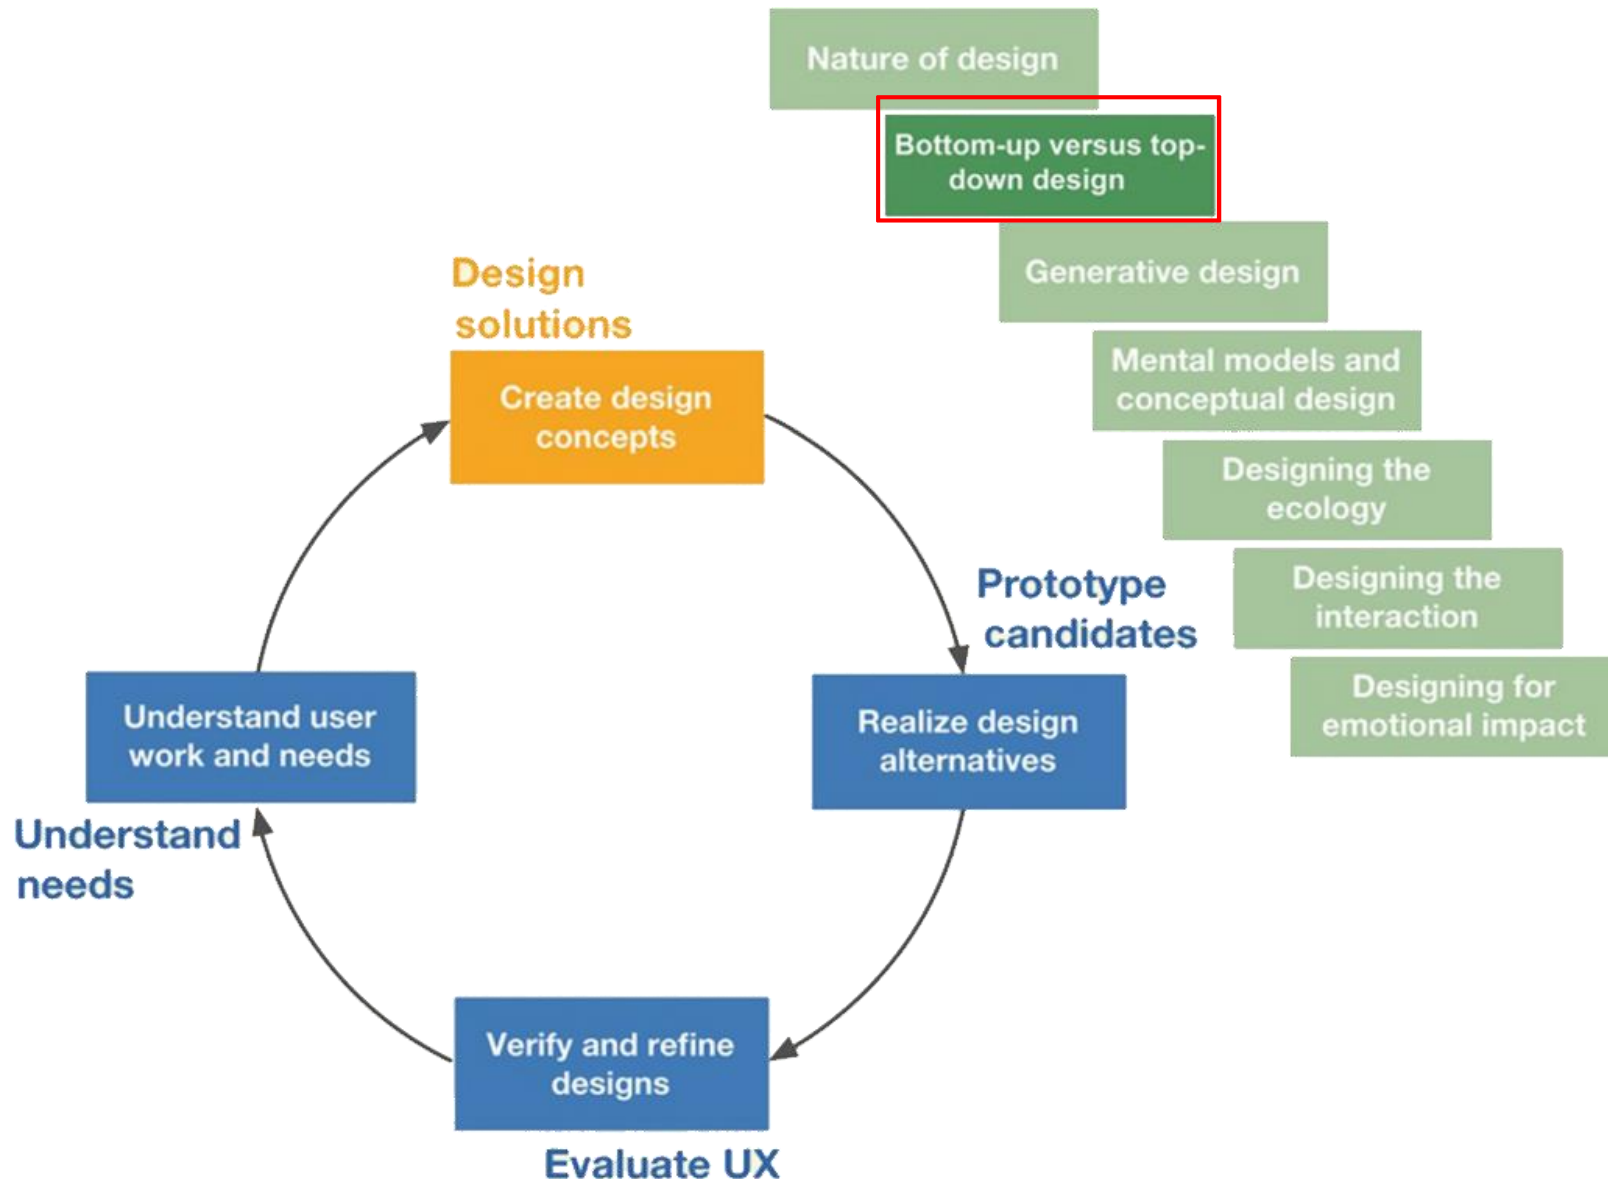 Nature of design
Bottom-up versus top-
down design
Generative design
Mental models and
conceptual design
Designing the
ecology
Designing the
interaction
Designing for
emotional impact
Design
solutions
Create design
concepts
Prototype
candidates
Realize design
alternatives
Understand user
work and needs
Understand
needs
Verify and refine
designs
Evaluate UX